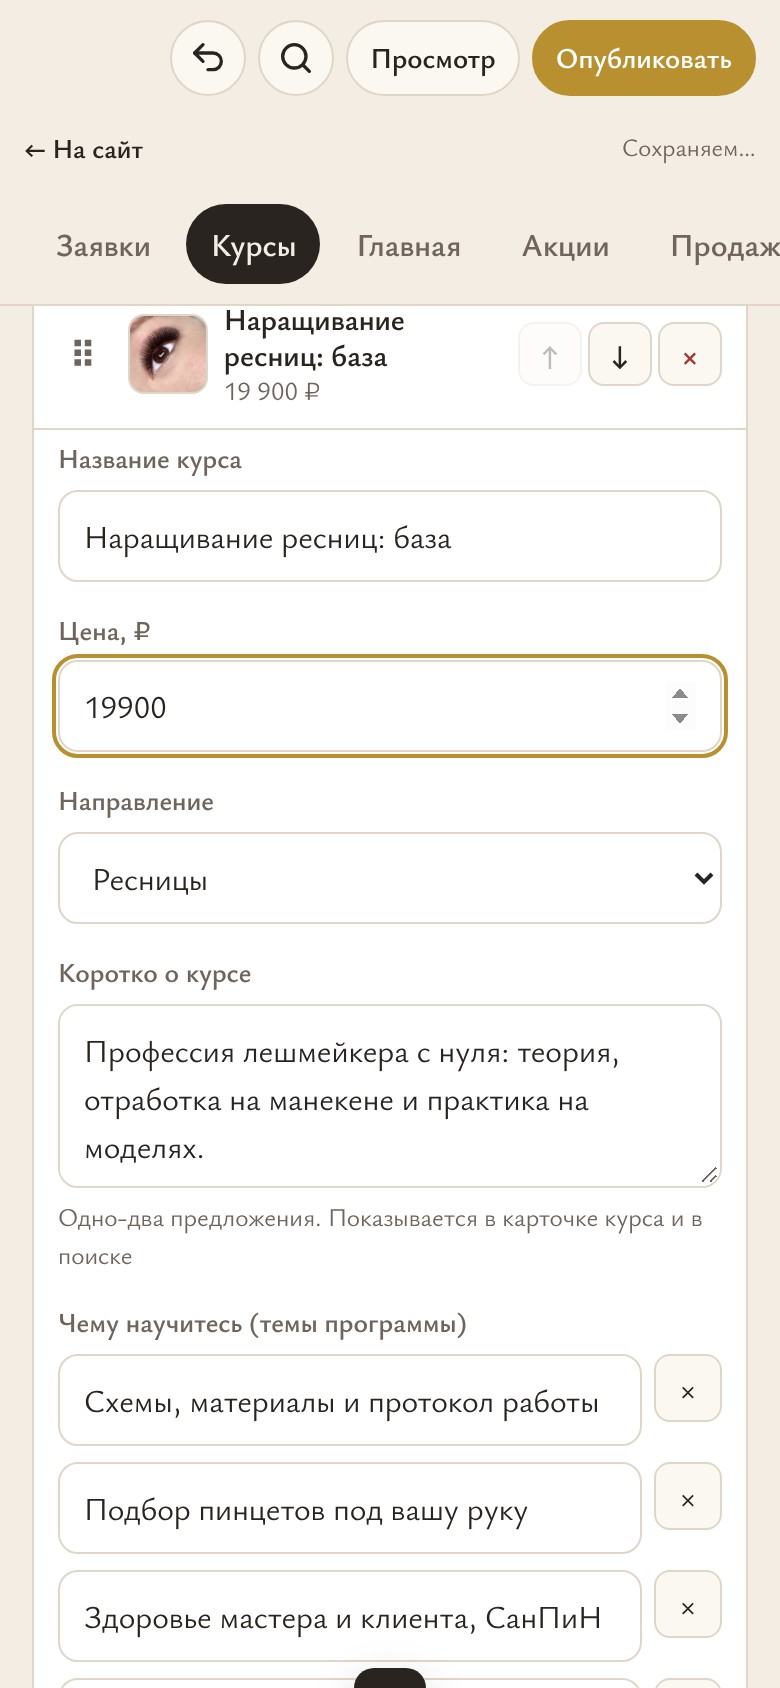 Просмотр
Опубликовать
← На сайт
Сохраняем...
Заявки
Курсы
Главная
Акции
Наращивание
ресниц: база
19 900 ₽
↑ ↓ ×
Название курса
Наращивание ресниц: база
Цена, ₽
19900
Направление
Ресницы
Коротко о курсе
Профессия лешмейкера с нуля: теория,
отработка на манекене и практика на
моделях.
Одно-два предложения. Показывается в карточке курса и в
поиске
Чему научитесь (темы программы)
Схемы, материалы и протокол работы
×
Подбор пинцетов под вашу руку
×
Здоровье мастера и клиента, СанПиН
×